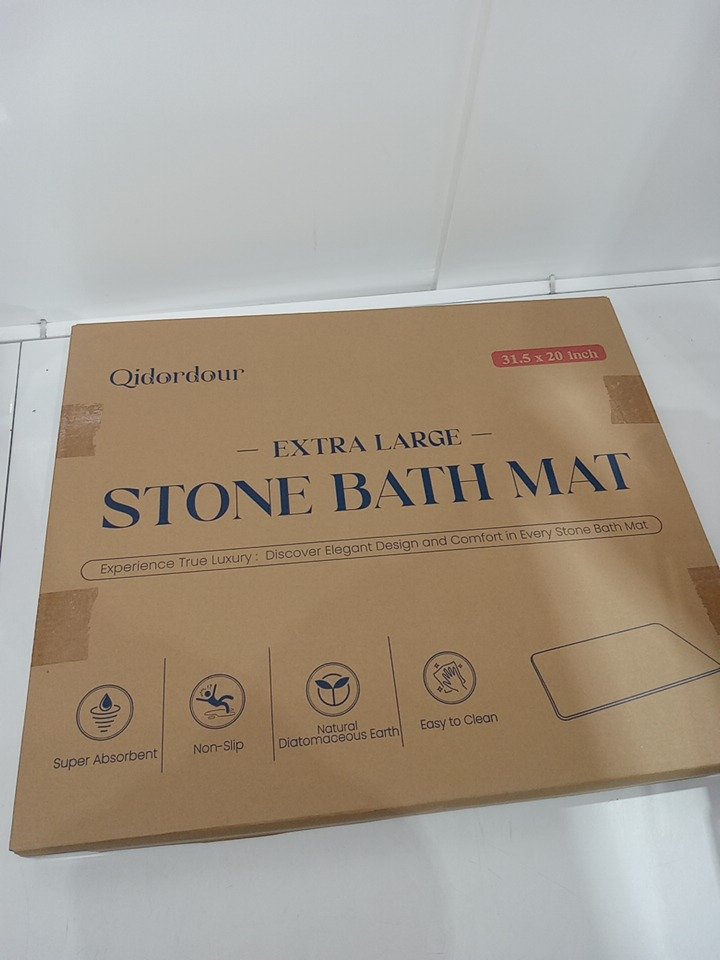 Qidordour
31.5 x 20 inch
— EXTRA LARGE —
STONE BATH MAT
Experience True Luxury : Discover Elegant Design and Comfort in Every Stone Bath Mat
Super Absorbent
Non-Slip
Natural
Diatomaceous Earth
Easy to Clean